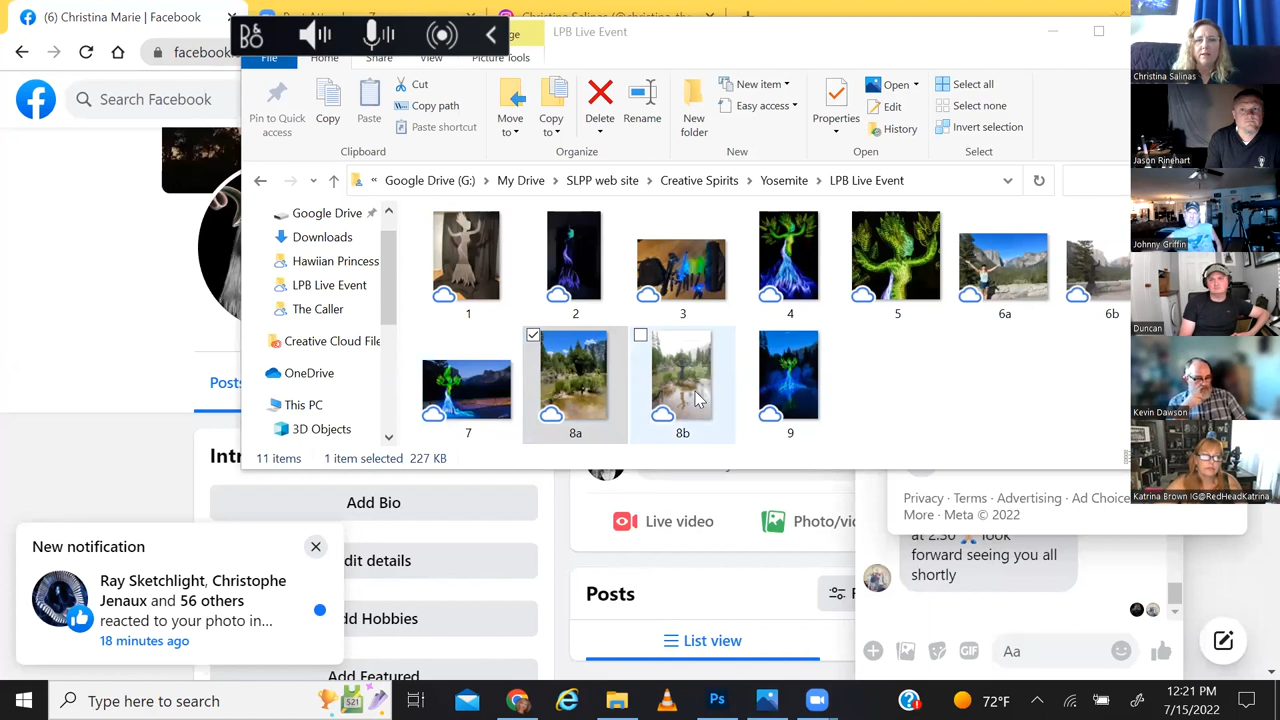 (6) Christina Marie | Facebook
facebook
Search Facebook
LPB Live Event
File
Home
Share
View
Picture Tools
Pin to Quick access
Copy
Paste
Cut
Copy path
Paste shortcut
Move to
Copy to
Delete
Rename
New folder
New item
Easy access
Properties
Open
Edit
History
Select all
Select none
Invert selection
Clipboard
Organize
New
Open
Select
« Google Drive (G:) > My Drive > SLPP web site > Creative Spirits > Yosemite > LPB Live Event
Google Drive
Downloads
Hawiian Princess
LPB Live Event
The Caller
Creative Cloud File
OneDrive
This PC
3D Objects
1
2
3
4
5
6a
6b
7
8a
8b
9
11 items 1 item selected 227 KB
Christina Salinas
Jason Rinehart
Johnny Griffin
Duncan
Kevin Dawson
Katrina Brown IG@RedHeadKatrina
Posts
Add Bio
dit details
dd Hobbies
Add Featured
New notification
Ray Sketchlight, Christophe
Jenaux and 56 others
reacted to your photo in...
18 minutes ago
Live video
Posts
List view
Privacy · Terms · Advertising · Ad Choice
More · Meta © 2022
forward seeing you all
shortly
GIF
Aa
Type here to search
521
Ps
72°F
12:21 PM
7/15/2022